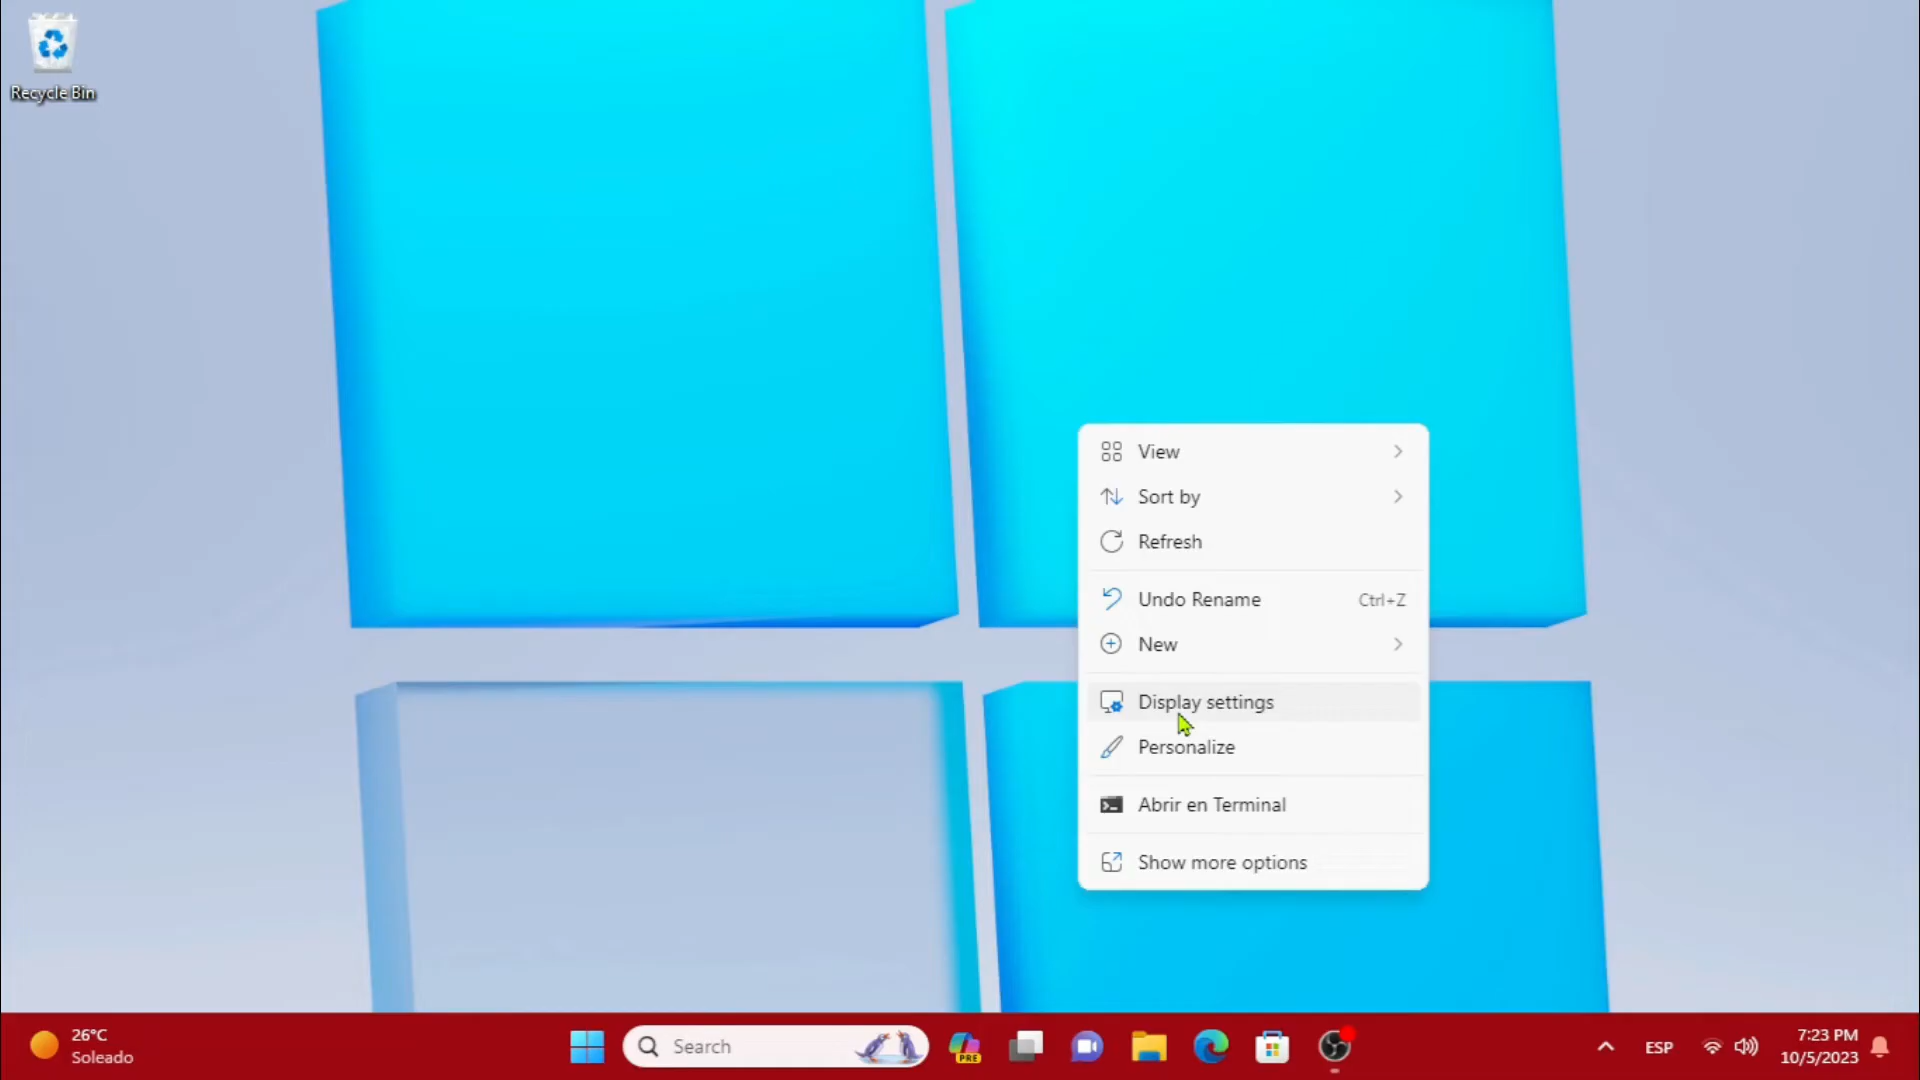 Recycle Bin
View
Sort by
Refresh
Undo Rename Ctrl+Z
New
Display settings
Personalize
Abrir en Terminal
Show more options
26°C
Soleado
Search
PRE
ESP
7:23 PM
10/5/2023